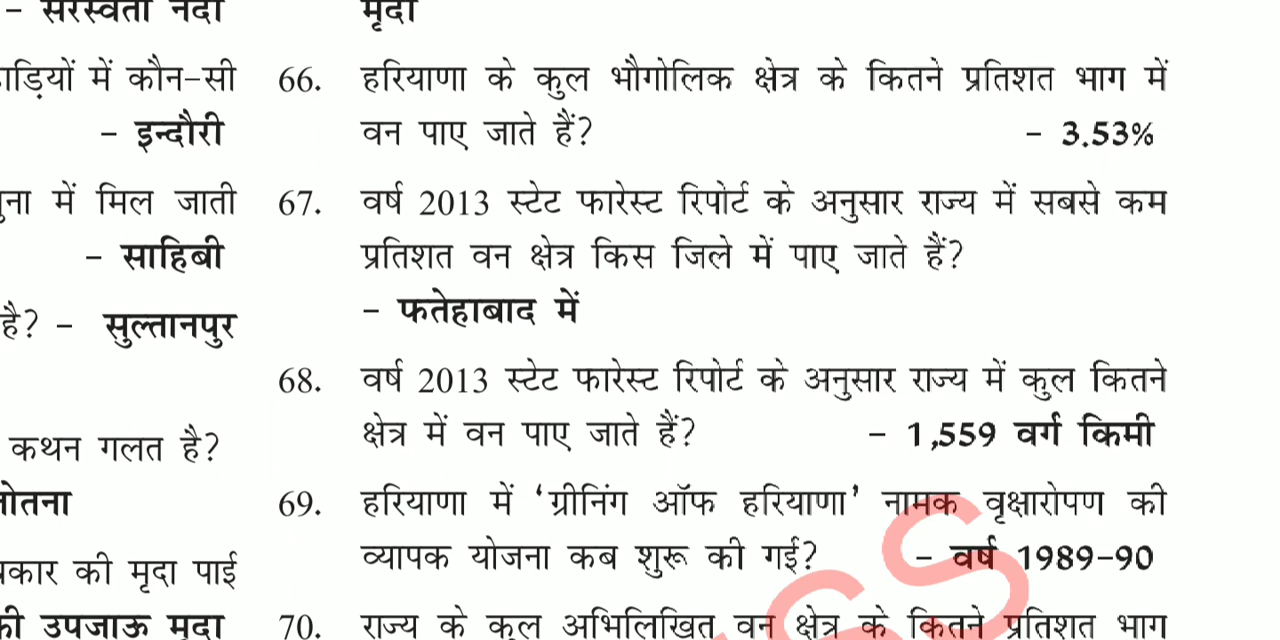 – सरस्वती नदी
में कौन-सी
– इन्दौरी
में मिल जाती
– साहिबी
है? – सुल्तानपुर
कथन गलत है?
की मृदा पाई
उपजाऊ मृदा
मृदा
66. हरियाणा के कुल भौगोलिक क्षेत्र के कितने प्रतिशत भाग में
वन पाए जाते हैं? – 3.53%
67. वर्ष 2013 स्टेट फारेस्ट रिपोर्ट के अनुसार राज्य में सबसे कम
प्रतिशत वन क्षेत्र किस जिले में पाए जाते हैं?
– फतेहाबाद में
68. वर्ष 2013 स्टेट फारेस्ट रिपोर्ट के अनुसार राज्य में कुल कितने
क्षेत्र में वन पाए जाते हैं? – 1,559 वर्ग किमी
69. हरियाणा में ‘ग्रीनिंग ऑफ हरियाणा’ नामक वृक्षारोपण की
व्यापक योजना कब शुरू की गई? – वर्ष 1989-90
70. राज्य के कुल अभिलिखित वन क्षेत्र के कितने प्रतिशत भाग